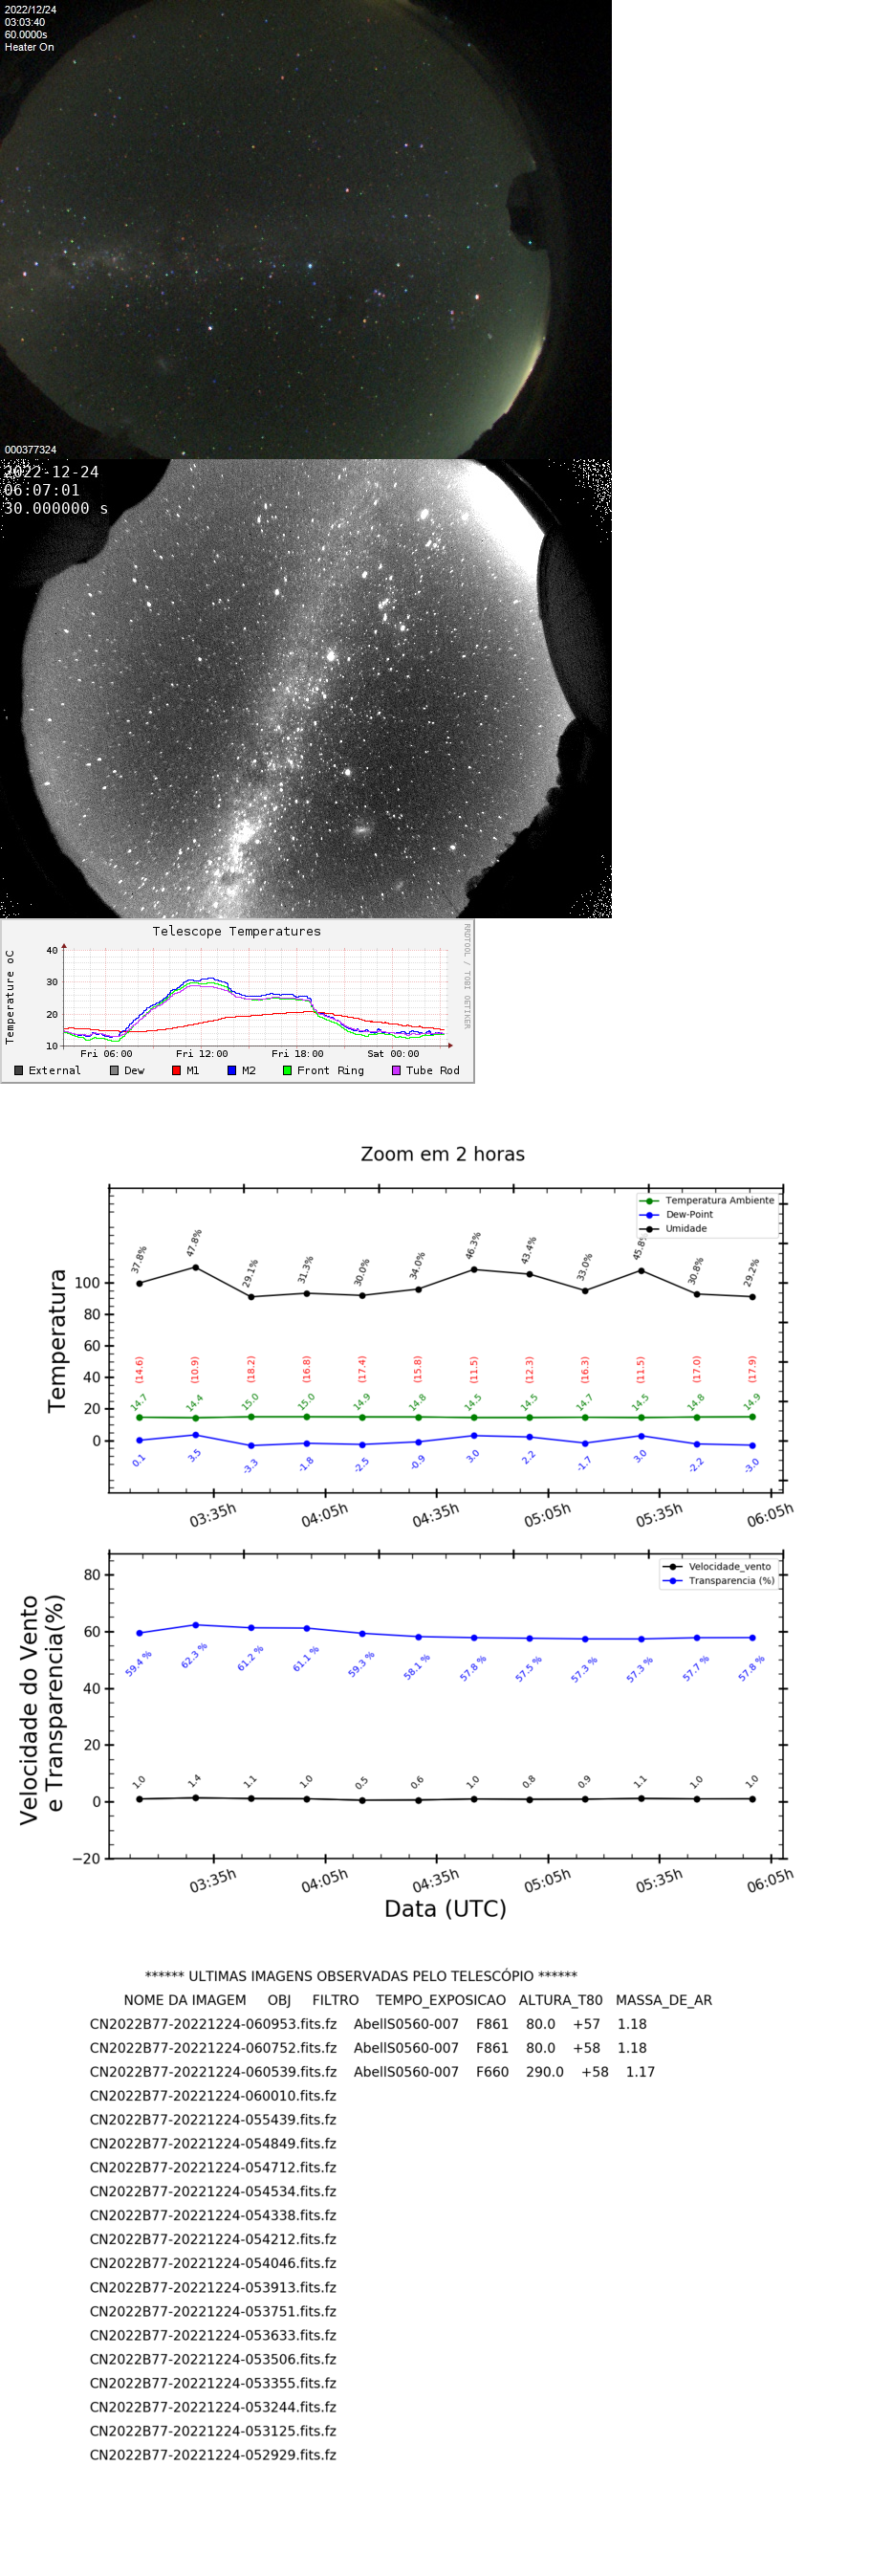 2022/12/24
03:03:40
60.0000s
Heater On
000377324
2022-12-24
06:07:01
30.000000 s
Telescope Temperatures
RRDTOOL / TOBI OETIKER
Temperature oC
40
30
20
10
Fri 06:00 Fri 12:00 Fri 18:00 Sat 00:00
External Dew M1 M2 Front Ring Tube Rod
Zoom em 2 horas
Temperatura Ambiente
Dew-Point
Umidade
Temperatura
100
80
60
40
20
0
37.8% 47.8% 29.1% 31.3% 30.0% 34.0% 46.3% 43.4% 33.0% 45.8% 30.8% 29.2%
(14.6) (10.9) (18.2) (16.8) (17.4) (15.8) (11.5) (12.3) (16.3) (11.5) (17.0) (17.9)
14.7 14.4 15.0 15.0 14.9 14.8 14.5 14.5 14.7 14.5 14.8 14.9
0.1 3.5 -3.3 -1.8 -2.5 -0.9 3.0 2.2 -1.7 3.0 -2.2 -3.0
03:35h 04:05h 04:35h 05:05h 05:35h 06:05h
Velocidade_vento
Transparencia (%)
Velocidade do Vento
e Transparencia(%)
80
60
40
20
0
−20
59.4 % 62.3 % 61.2 % 61.1 % 59.3 % 58.1 % 57.8 % 57.5 % 57.3 % 57.3 % 57.7 % 57.8 %
1.0 1.4 1.1 1.0 0.5 0.6 1.0 0.8 0.9 1.1 1.0 1.0
03:35h 04:05h 04:35h 05:05h 05:35h 06:05h
Data (UTC)
****** ULTIMAS IMAGENS OBSERVADAS PELO TELESCÓPIO ******
NOME DA IMAGEM OBJ FILTRO TEMPO_EXPOSICAO ALTURA_T80 MASSA_DE_AR
CN2022B77-20221224-060953.fits.fz AbellS0560-007 F861 80.0 +57 1.18
CN2022B77-20221224-060752.fits.fz AbellS0560-007 F861 80.0 +58 1.18
CN2022B77-20221224-060539.fits.fz AbellS0560-007 F660 290.0 +58 1.17
CN2022B77-20221224-060010.fits.fz
CN2022B77-20221224-055439.fits.fz
CN2022B77-20221224-054849.fits.fz
CN2022B77-20221224-054712.fits.fz
CN2022B77-20221224-054534.fits.fz
CN2022B77-20221224-054338.fits.fz
CN2022B77-20221224-054212.fits.fz
CN2022B77-20221224-054046.fits.fz
CN2022B77-20221224-053913.fits.fz
CN2022B77-20221224-053751.fits.fz
CN2022B77-20221224-053633.fits.fz
CN2022B77-20221224-053506.fits.fz
CN2022B77-20221224-053355.fits.fz
CN2022B77-20221224-053244.fits.fz
CN2022B77-20221224-053125.fits.fz
CN2022B77-20221224-052929.fits.fz